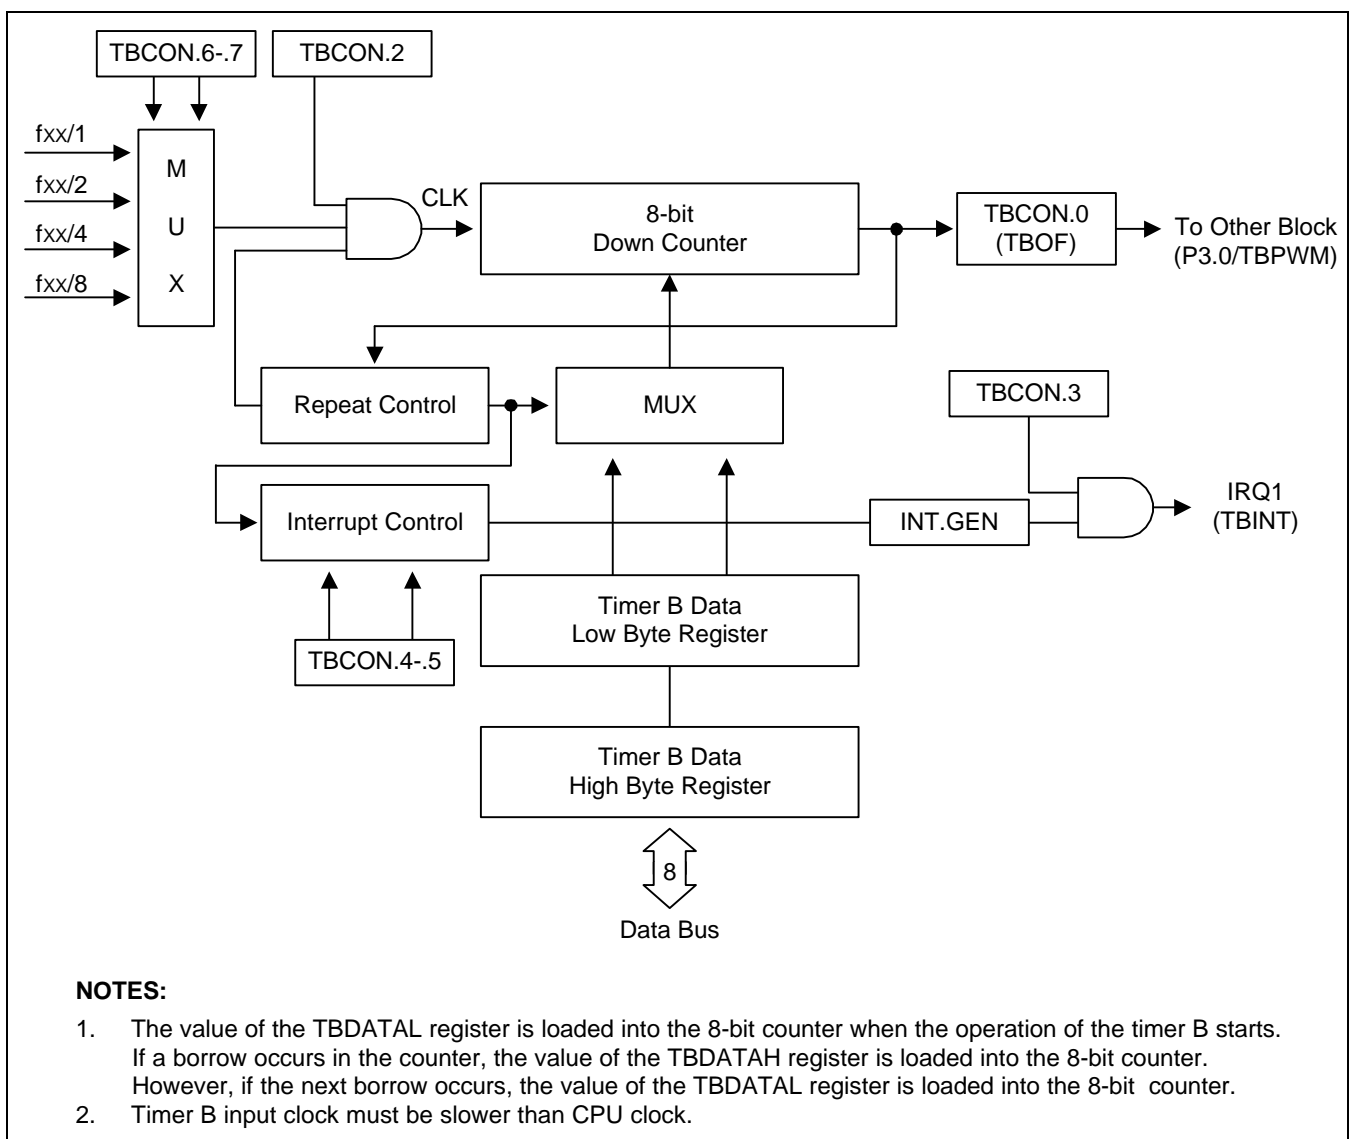 TBCON.6-.7
TBCON.2
fxx/1
fxx/2
fxx/4
fxx/8
M
U
X
CLK
8-bit
Down Counter
TBCON.0
(TBOF)
To Other Block
(P3.0/TBPWM)
Repeat Control
MUX
TBCON.3
Interrupt Control
INT.GEN
IRQ1
(TBINT)
TBCON.4-.5
Timer B Data
Low Byte Register
Timer B Data
High Byte Register
8
Data Bus
NOTES:
1. The value of the TBDATAL register is loaded into the 8-bit counter when the operation of the timer B starts.
If a borrow occurs in the counter, the value of the TBDATAH register is loaded into the 8-bit counter.
However, if the next borrow occurs, the value of the TBDATAL register is loaded into the 8-bit counter.
2. Timer B input clock must be slower than CPU clock.